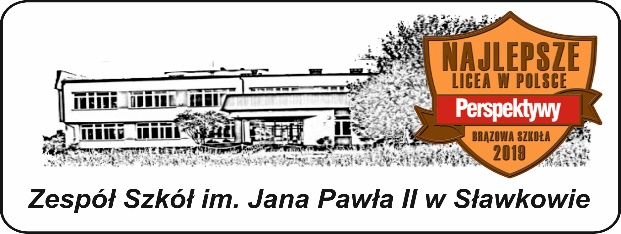 NAJLEPSZE
LICEA W POLSCE
Perspektywy
BRĄZOWA SZKOŁA
2019
Zespół Szkół im. Jana Pawła II w Sławkowie